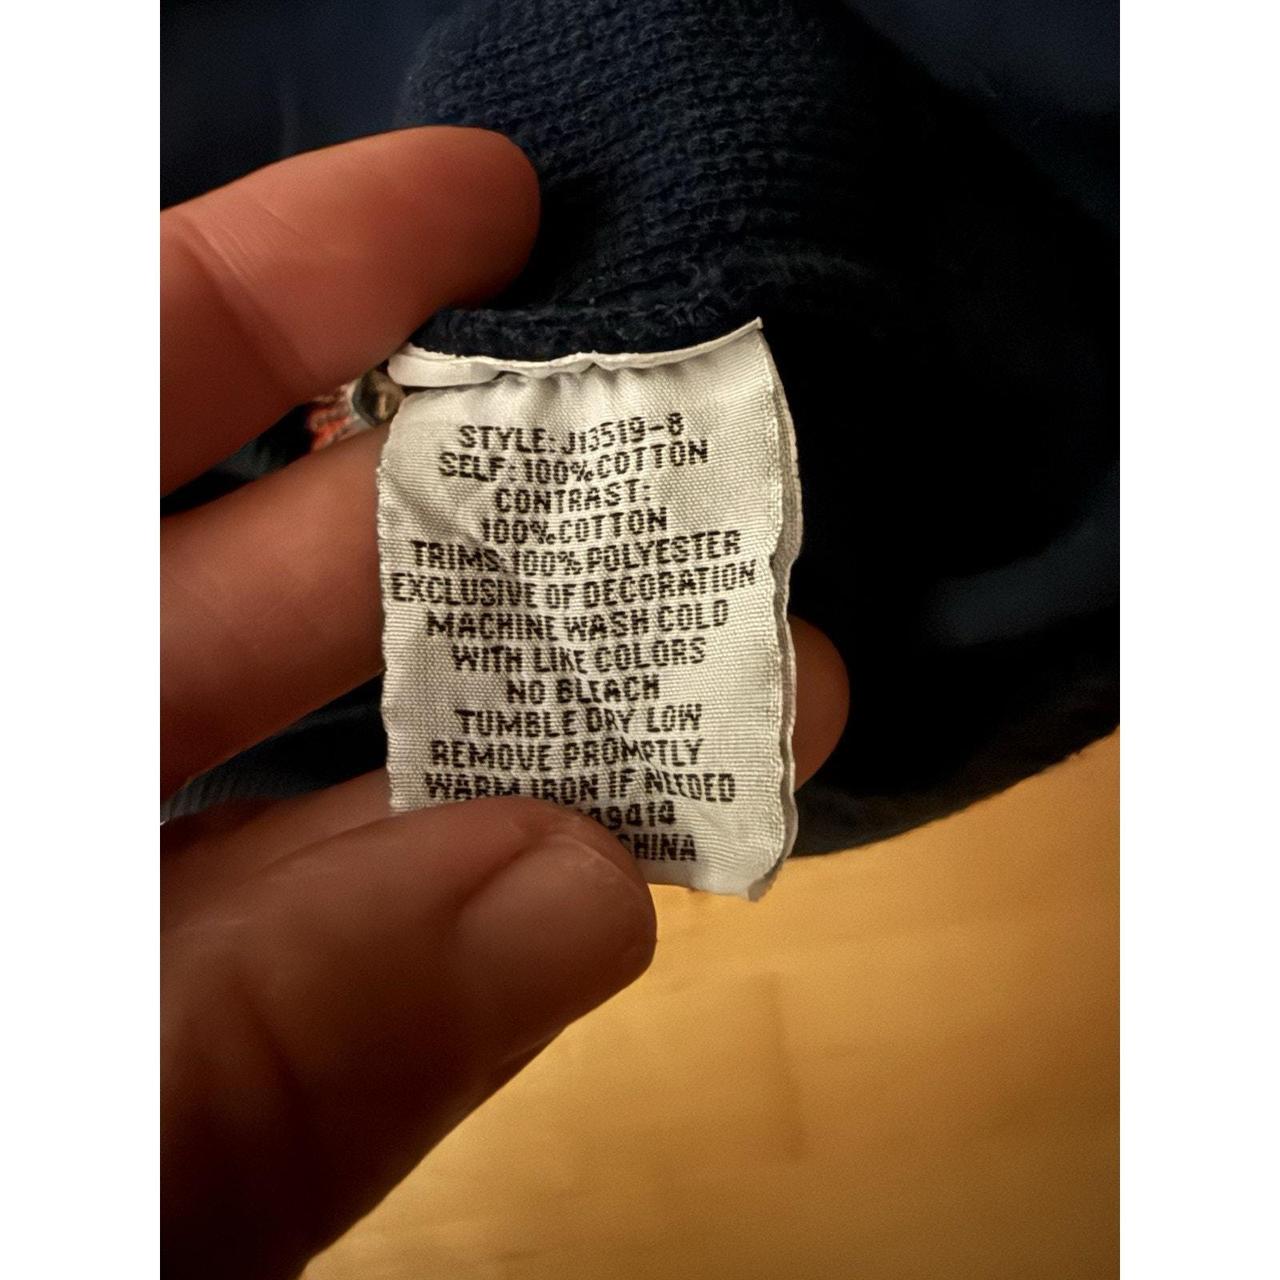 STYLE: J13519-8
SELF: 100% COTTON
CONTRAST:
100% COTTON
TRIMS: 100% POLYESTER
EXCLUSIVE OF DECORATION
MACHINE WASH COLD
WITH LIKE COLORS
NO BLEACH
TUMBLE DRY LOW
REMOVE PROMPTLY
WARM IRON IF NEEDED
CHINA